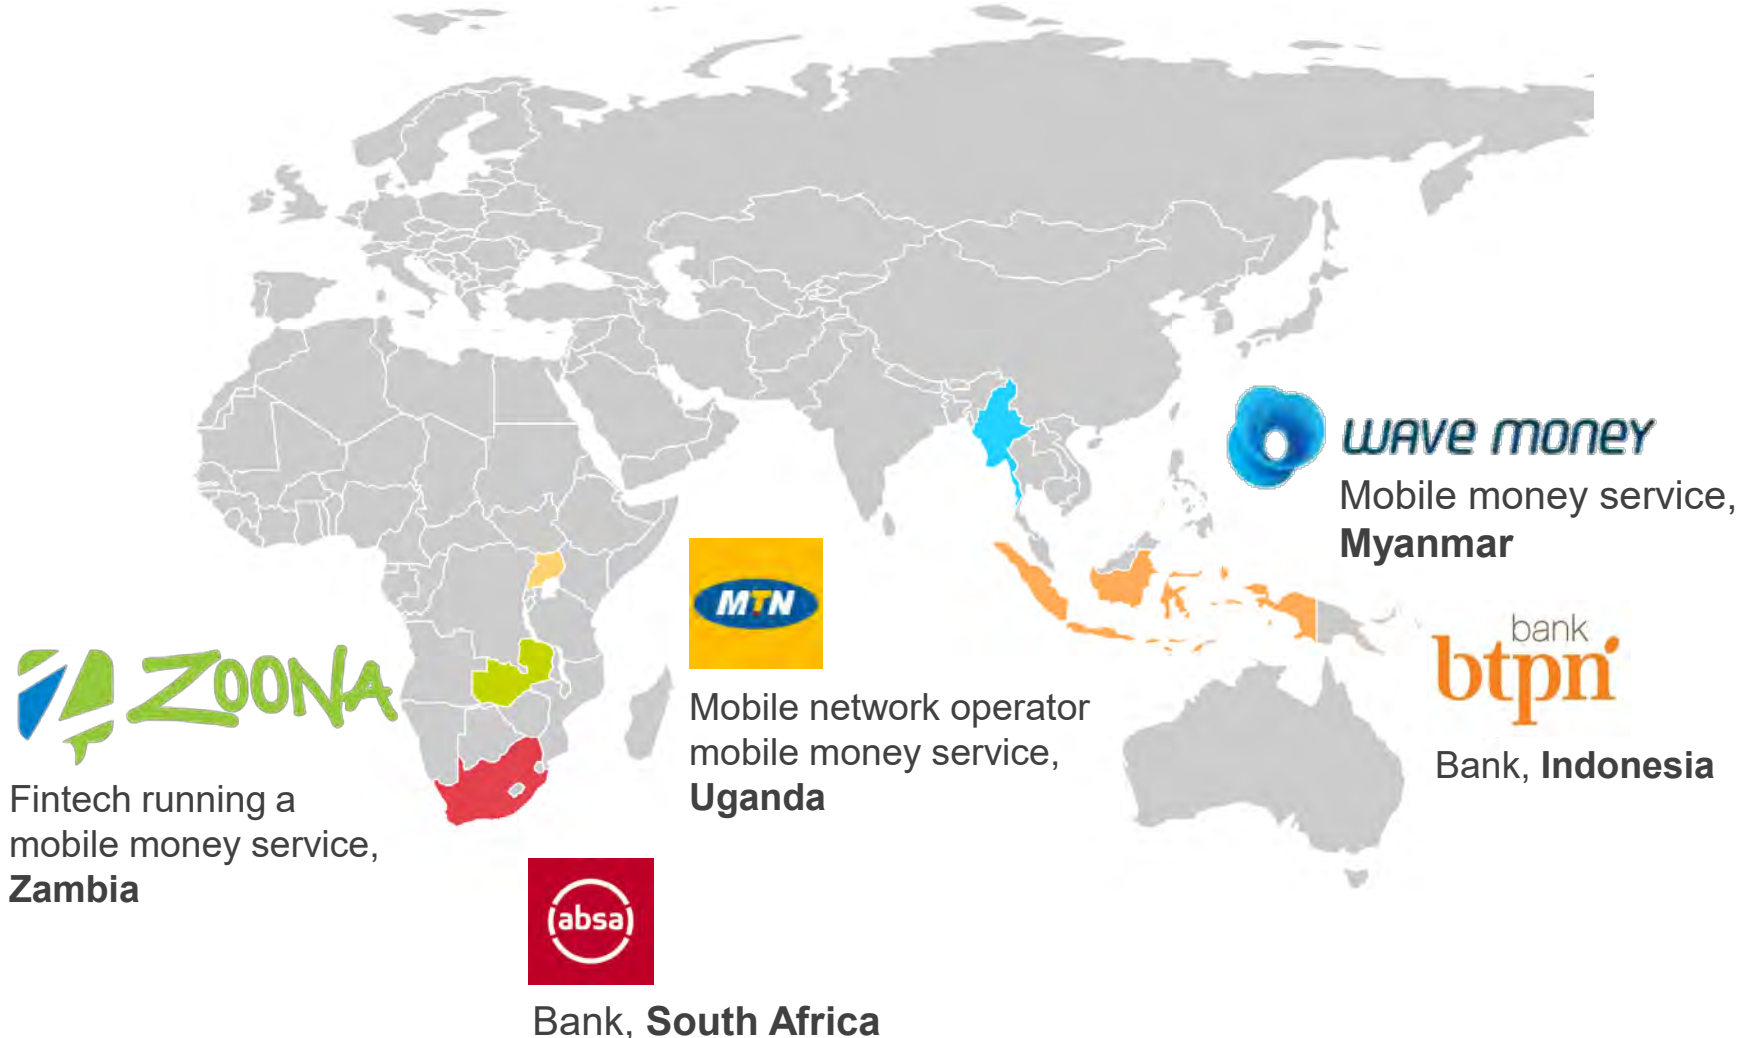 WAVE MONEY
Mobile money service,
Myanmar
MTN
Mobile network operator
mobile money service,
Uganda
bank
btpn
Bank, Indonesia
ZOONA
Fintech running a
mobile money service,
Zambia
absa
Bank, South Africa